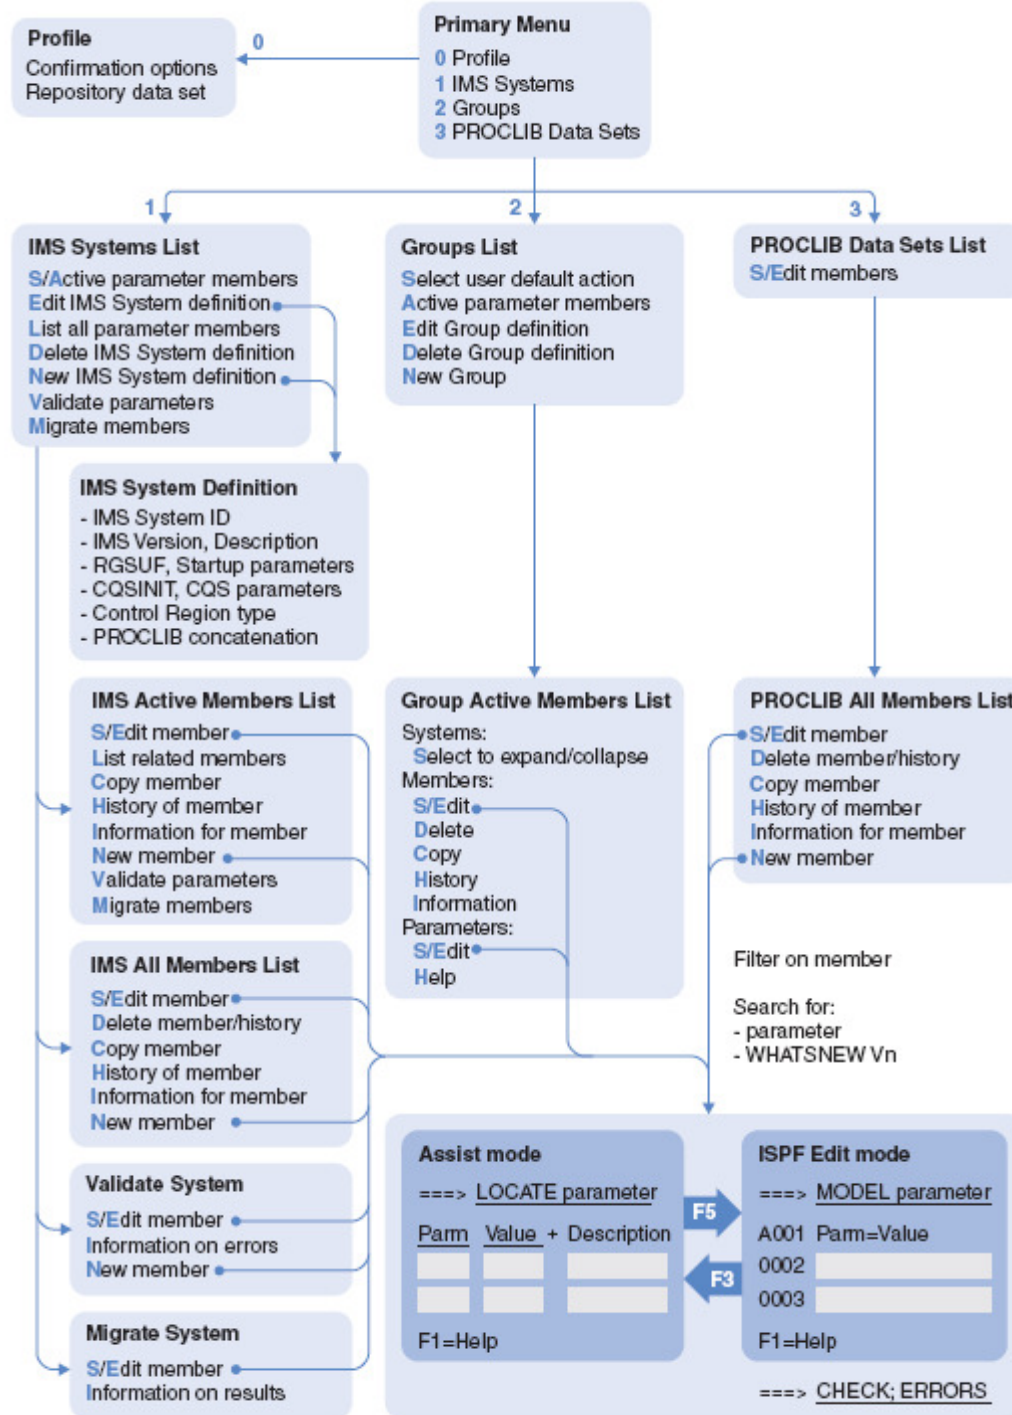 Profile
Confirmation options
Repository data set
0
Primary Menu
0 Profile
1 IMS Systems
2 Groups
3 PROCLIB Data Sets
1
2
3
IMS Systems List
S/Active parameter members
Edit IMS System definition
List all parameter members
Delete IMS System definition
New IMS System definition
Validate parameters
Migrate members
Groups List
Select user default action
Active parameter members
Edit Group definition
Delete Group definition
New Group
PROCLIB Data Sets List
S/Edit members
IMS System Definition
- IMS System ID
- IMS Version, Description
- RGSUF, Startup parameters
- CQSINIT, CQS parameters
- Control Region type
- PROCLIB concatenation
IMS Active Members List
S/Edit member
List related members
Copy member
History of member
Information for member
New member
Validate parameters
Migrate members
Group Active Members List
Systems:
Select to expand/collapse
Members:
S/Edit
Delete
Copy
History
Information
Parameters:
S/Edit
Help
PROCLIB All Members List
S/Edit member
Delete member/history
Copy member
History of member
Information for member
New member
Filter on member
Search for:
- parameter
- WHATSNEW Vn
IMS All Members List
S/Edit member
Delete member/history
Copy member
History of member
Information for member
New member
Validate System
S/Edit member
Information on errors
New member
Migrate System
S/Edit member
Information on results
Assist mode
===> LOCATE parameter
Parm Value + Description
F1=Help
F5
F3
ISPF Edit mode
===> MODEL parameter
A001 Parm=Value
0002
0003
F1=Help
===> CHECK; ERRORS